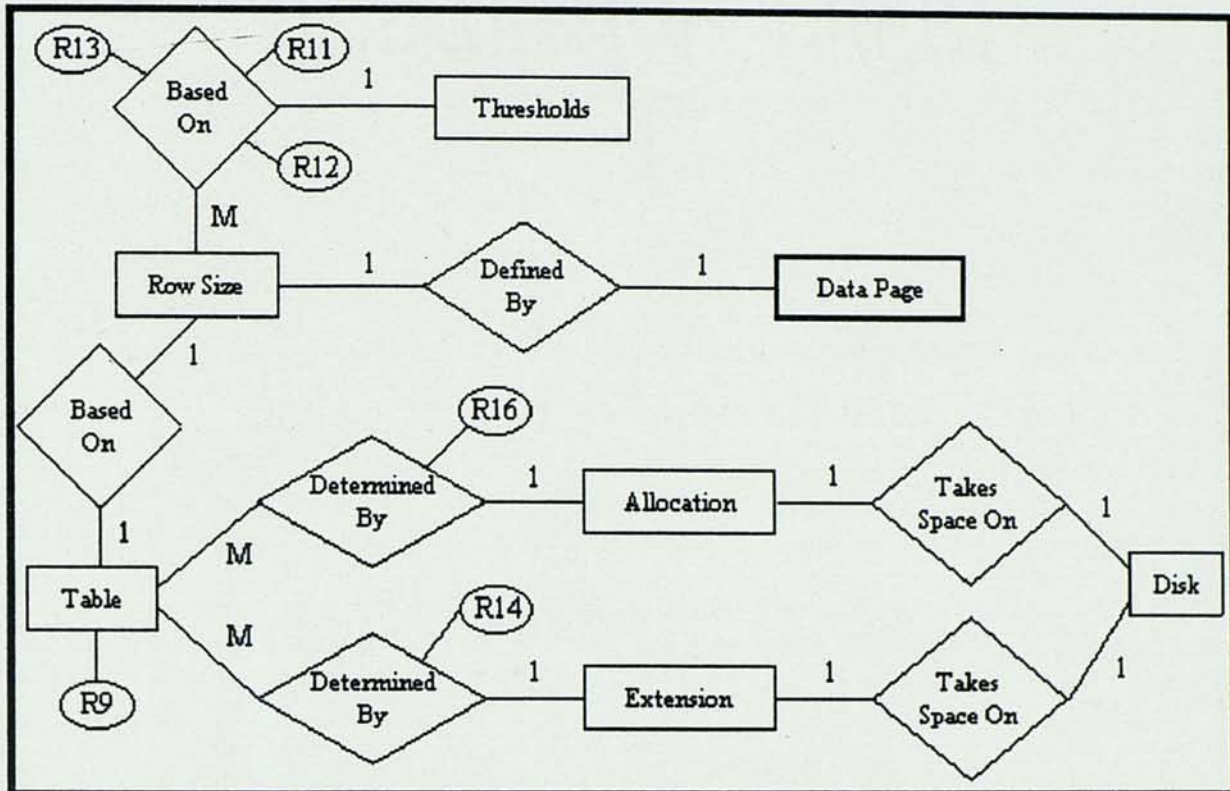 R13
R11
Based
On
1
Thresholds
R12
M
Row Size
1
Defined
By
1
Data Page
1
Based
On
R16
Determined
By
1
Allocation
1
Takes
Space On
1
1
M
Table
Disk
M
R14
Determined
By
1
Extension
1
Takes
Space On
1
R9